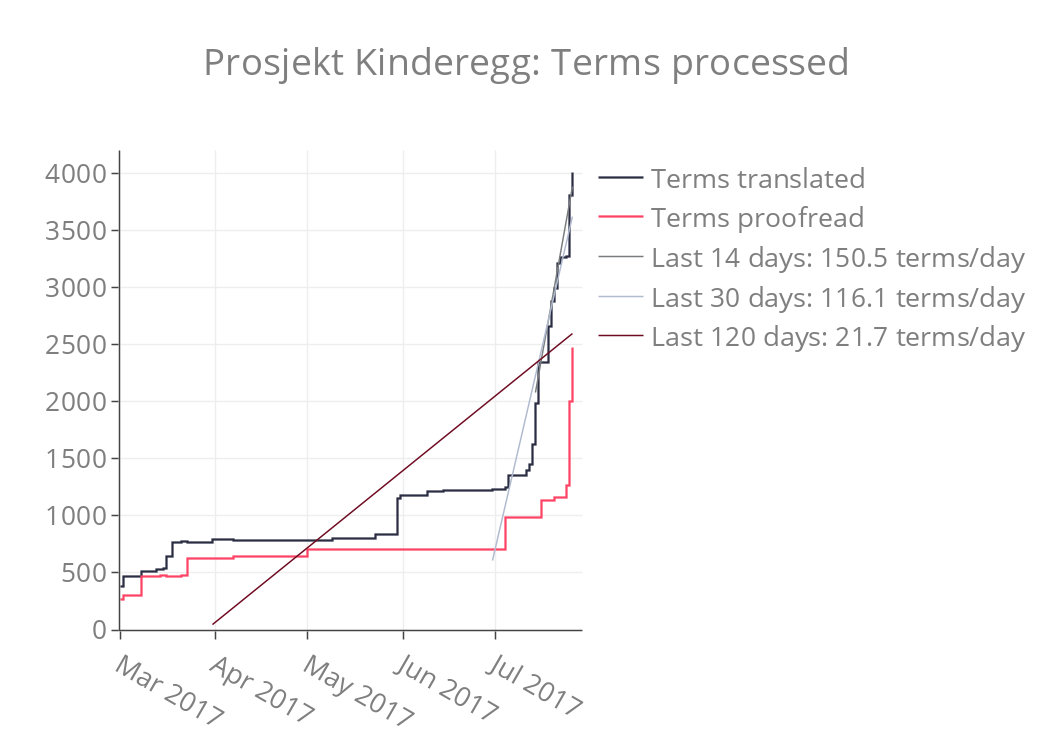 Prosjekt Kinderegg: Terms processed
4000
3500
3000
2500
2000
1500
1000
500
0
Mar 2017
Apr 2017
May 2017
Jun 2017
Jul 2017
Terms translated
Terms proofread
Last 14 days: 150.5 terms/day
Last 30 days: 116.1 terms/day
Last 120 days: 21.7 terms/day